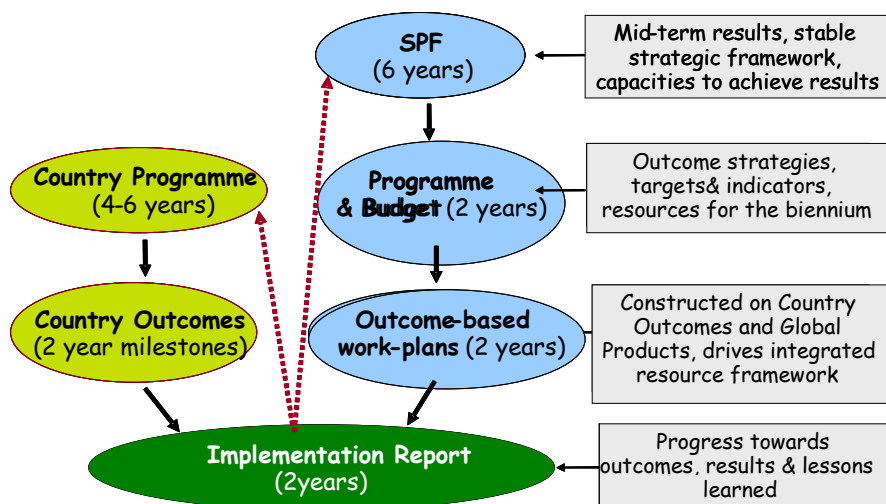 SPF
(6 years)
Mid-term results, stable
strategic framework,
capacities to achieve results
Country Programme
(4-6 years)
Programme
& Budget (2 years)
Outcome strategies,
targets& indicators,
resources for the biennium
Country Outcomes
(2 year milestones)
Outcome-based
work-plans (2 years)
Constructed on Country
Outcomes and Global
Products, drives integrated
resource framework
Implementation Report
(2years)
Progress towards
outcomes, results & lessons
learned